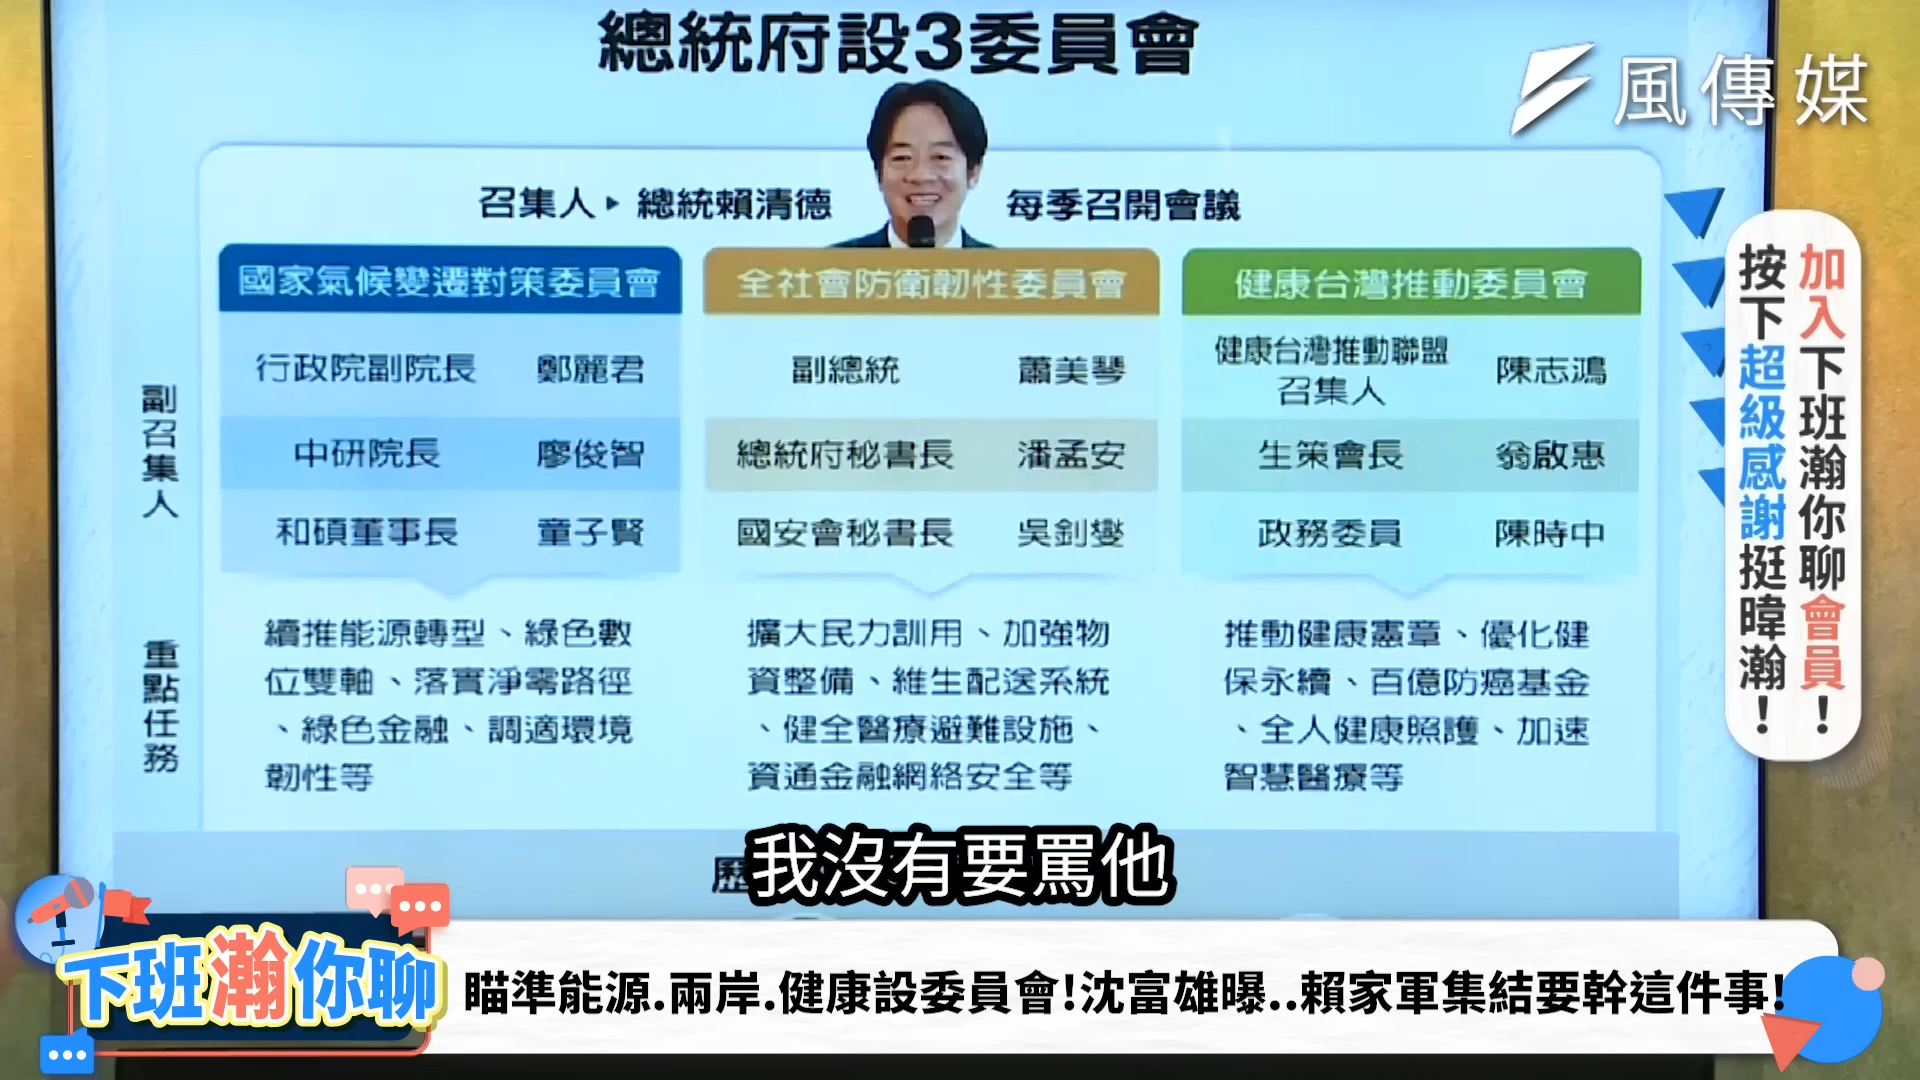 總統府設3委員會
風傳媒
召集人▸總統賴清德
每季召開會議
國家氣候變遷對策委員會
全社會防衛韌性委員會
健康台灣推動委員會
副召集人
行政院副院長 鄭麗君
副總統 蕭美琴
健康台灣推動聯盟
召集人 陳志鴻
中研院長 廖俊智
總統府秘書長 潘孟安
生策會長 翁啟惠
和碩董事長 童子賢
國安會秘書長 吳釗燮
政務委員 陳時中
重點任務
續推能源轉型、綠色數
位雙軸、落實淨零路徑
、綠色金融、調適環境
韌性等
擴大民力訓用、加強物
資整備、維生配送系統
、健全醫療避難設施、
資通金融網絡安全等
推動健康憲章、優化健
保永續、百億防癌基金
、全人健康照護、加速
智慧醫療等
加入下班瀚你聊會員!
按下超級感謝挺暐瀚!
歷
我沒有要罵他
下班瀚你聊
瞄準能源.兩岸.健康設委員會!沈富雄曝..賴家軍集結要幹這件事!